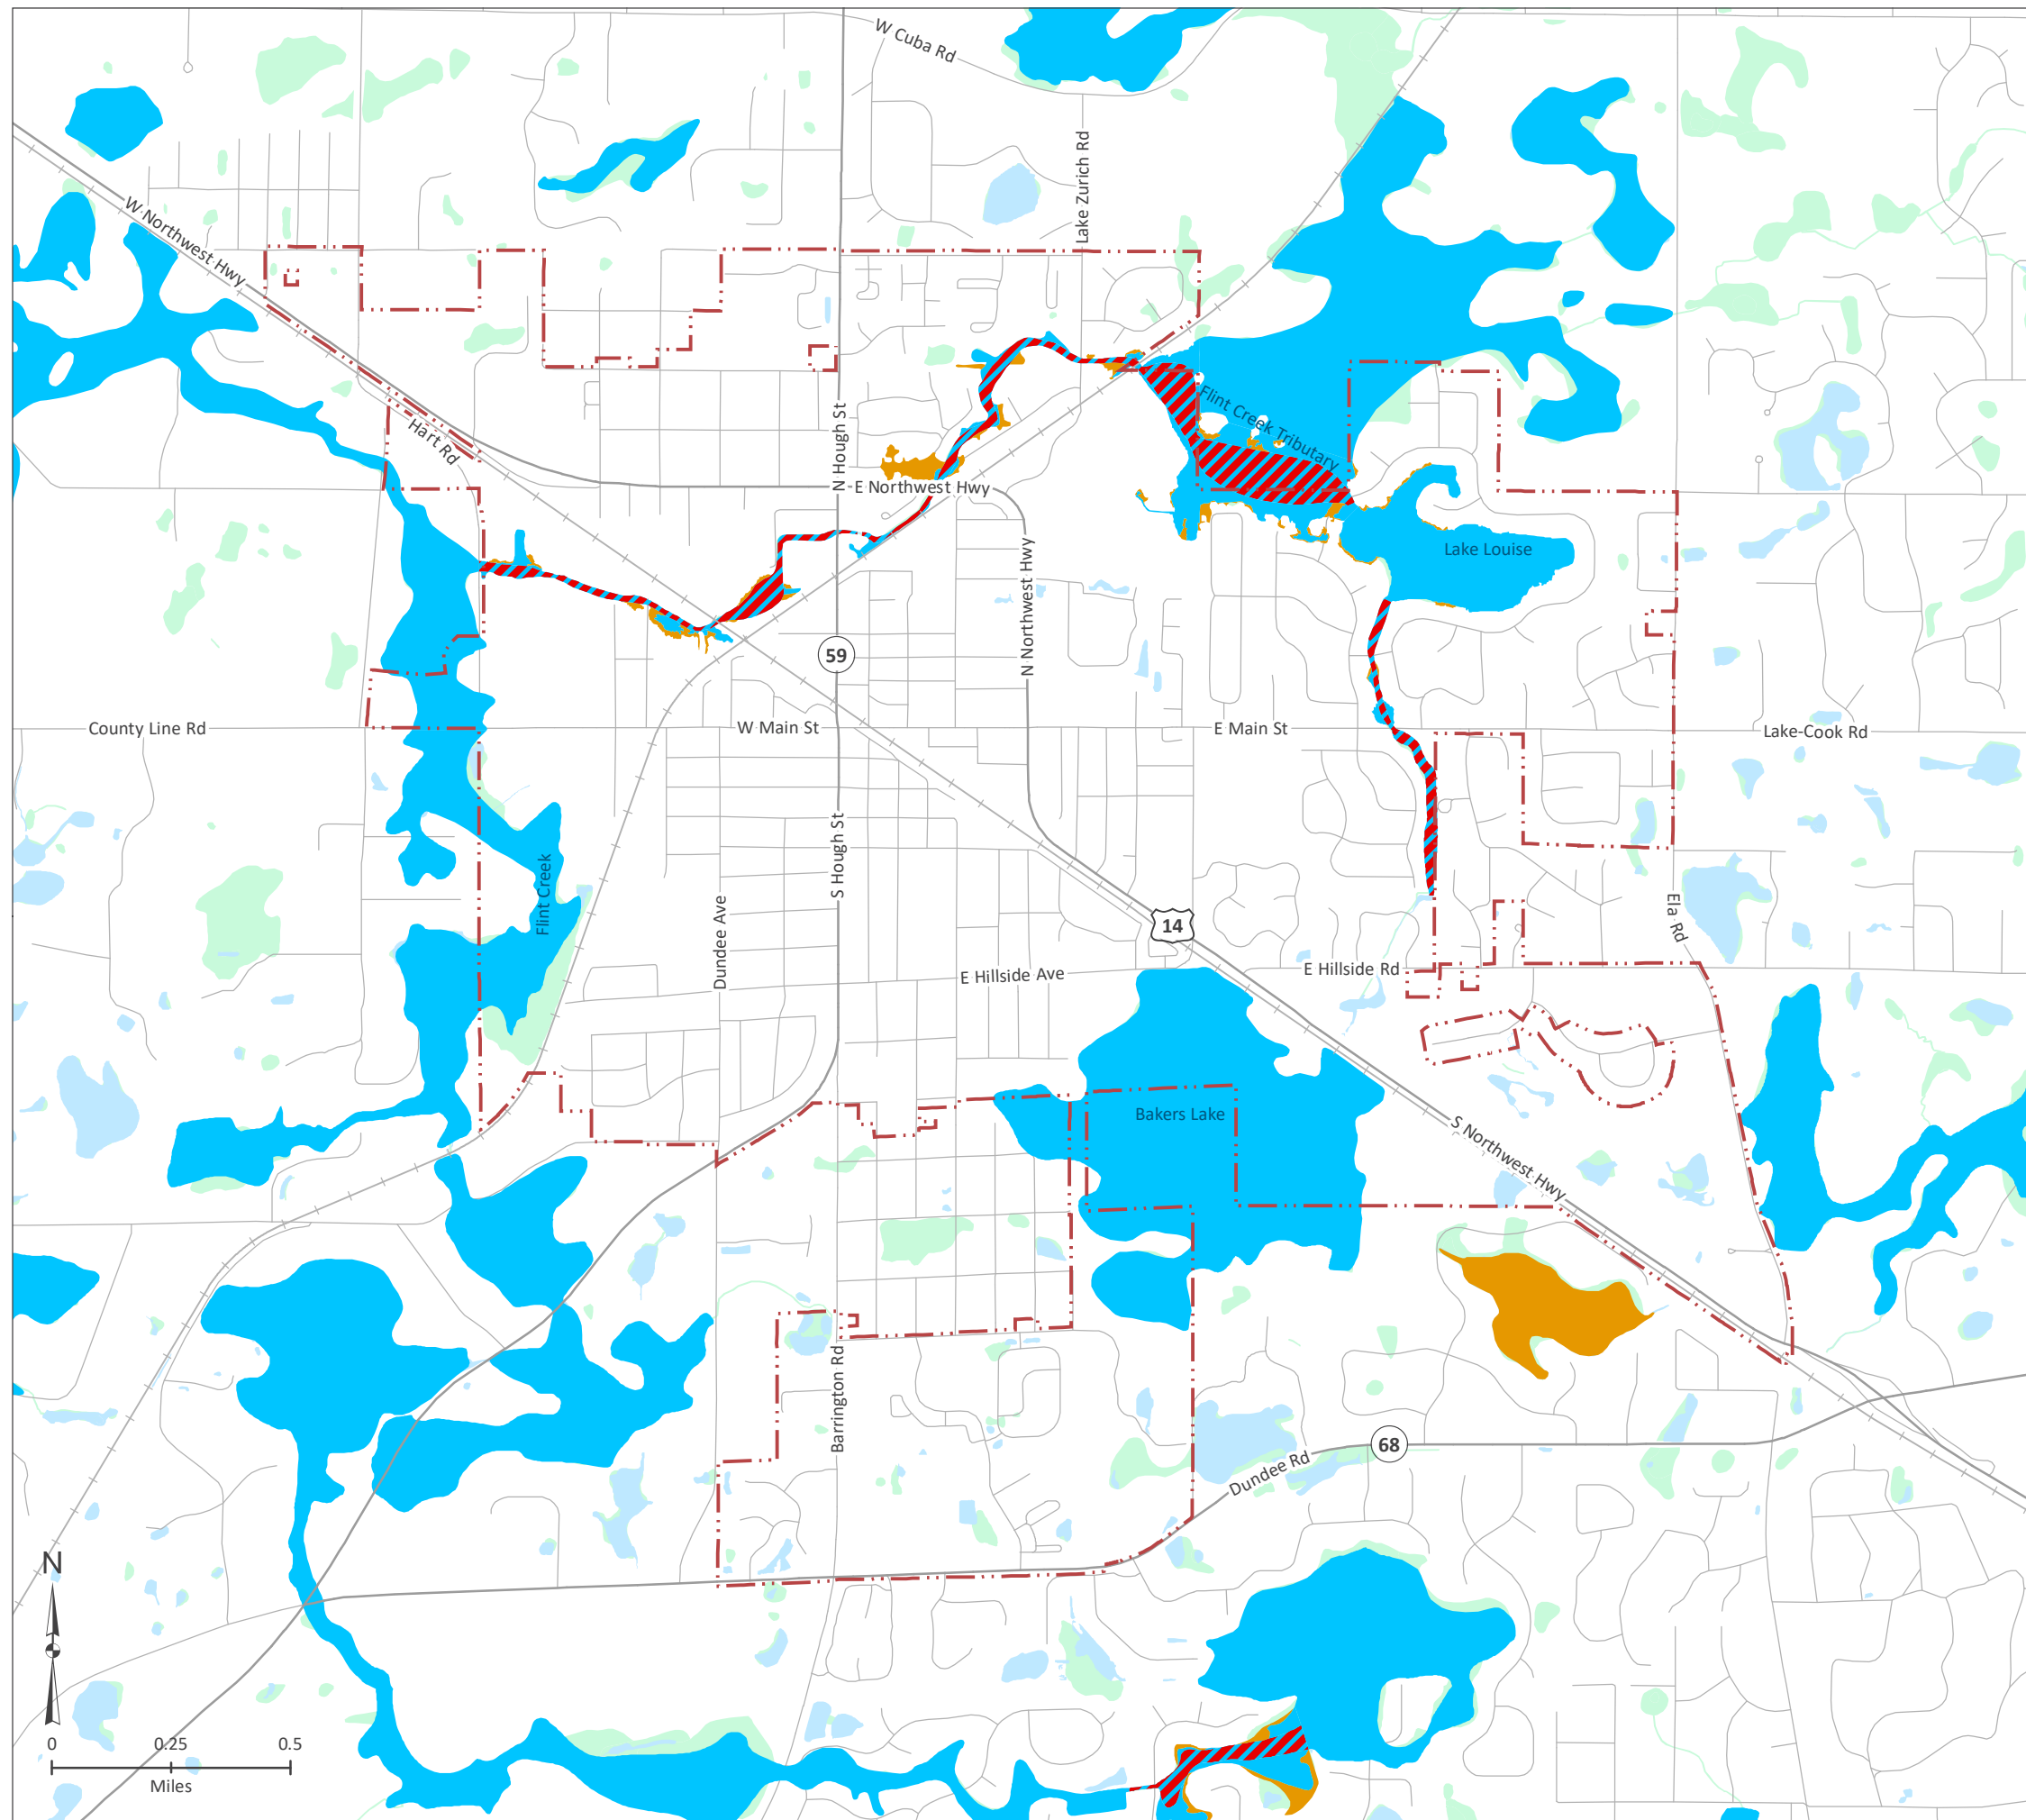 W Cuba Rd
Lake Zurich Rd
W Northwest Hwy
Flint Creek Tributary
Hart Rd
N Hough St
E Northwest Hwy
Lake Louise
N Northwest Hwy
59
County Line Rd
W Main St
E Main St
Lake-Cook Rd
S Hough St
Flint Creek
Dundee Ave
14
Ela Rd
E Hillside Ave
E Hillside Rd
Bakers Lake
S Northwest Hwy
Barrington Rd
68
Dundee Rd
N
0 0.25 0.5
Miles